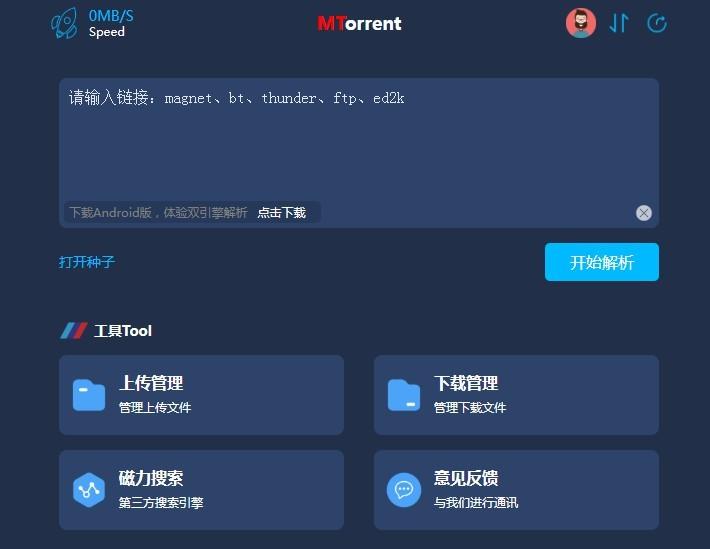 0MB/S
Speed
MTorrent
请输入链接：magnet、bt、thunder、ftp、ed2k
下载Android版，体验双引擎解析 点击下载
打开种子
开始解析
工具Tool
上传管理
管理上传文件
下载管理
管理下载文件
磁力搜索
第三方搜索引擎
意见反馈
与我们进行通讯